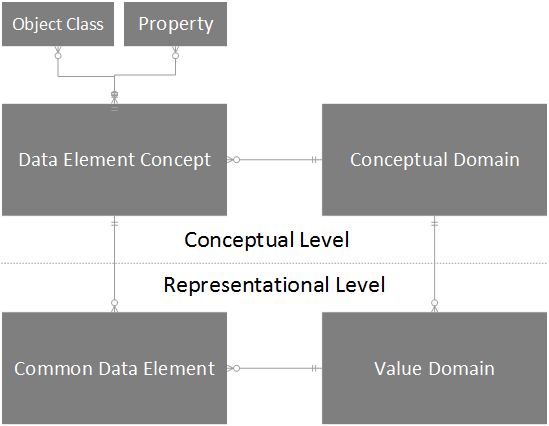 Object Class
Property
Data Element Concept
Conceptual Domain
Conceptual Level
Representational Level
Common Data Element
Value Domain